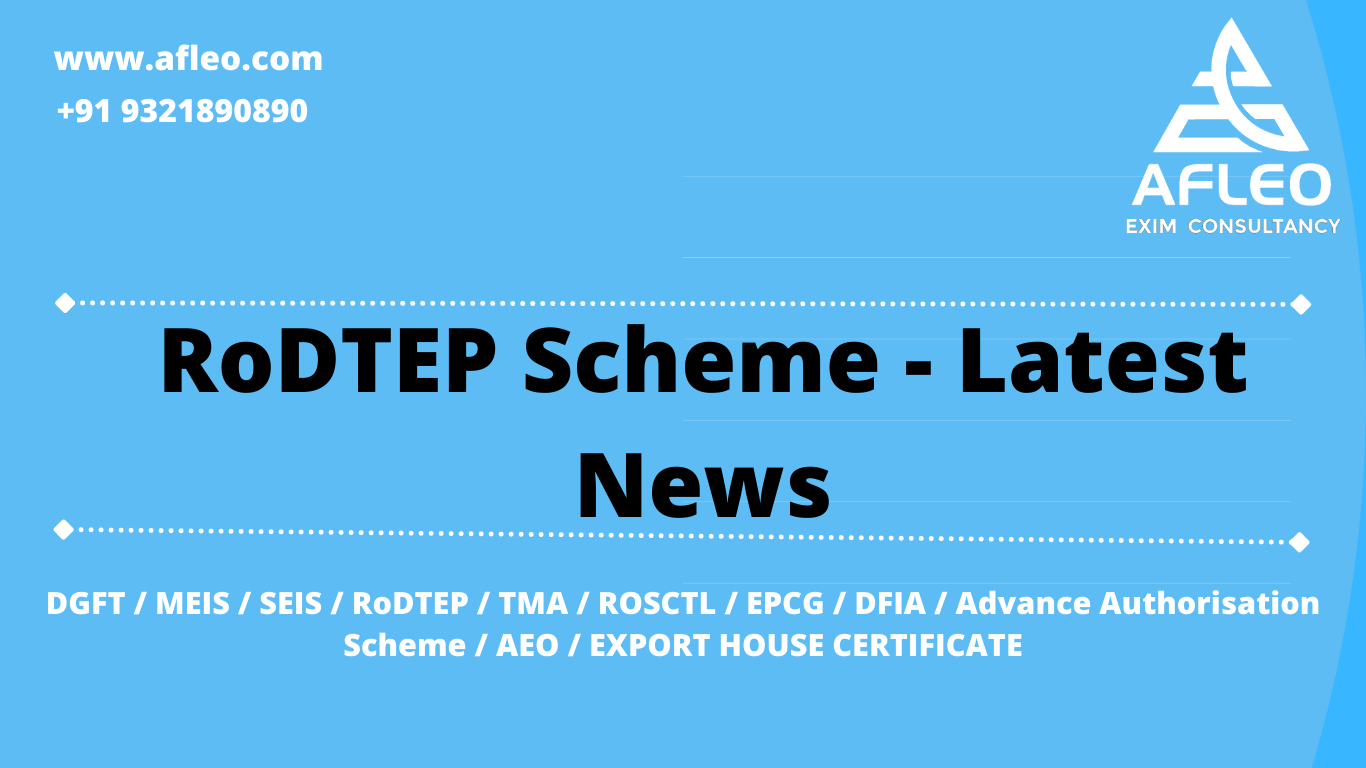 www.afleo.com
+91 9321890890
AFLEO
EXIM CONSULTANCY
RoDTEP Scheme - Latest
News
DGFT / MEIS / SEIS / RoDTEP / TMA / ROSCTL / EPCG / DFIA / Advance Authorisation
Scheme / AEO / EXPORT HOUSE CERTIFICATE